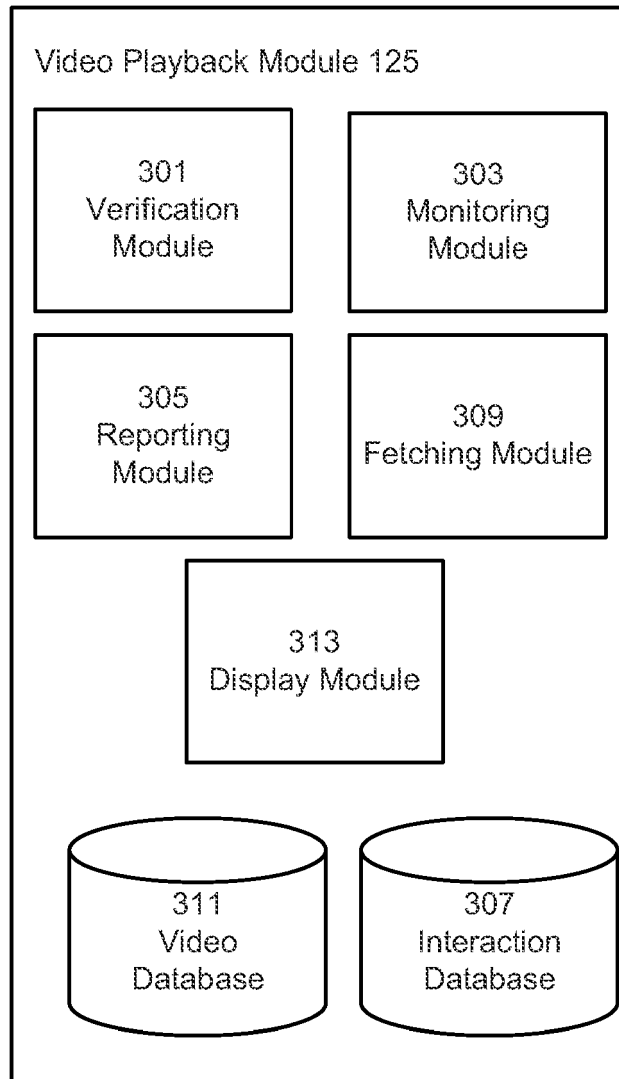 Video Playback Module 125
301
Verification
Module
303
Monitoring
Module
305
Reporting
Module
309
Fetching Module
313
Display Module
311
Video
Database
307
Interaction
Database